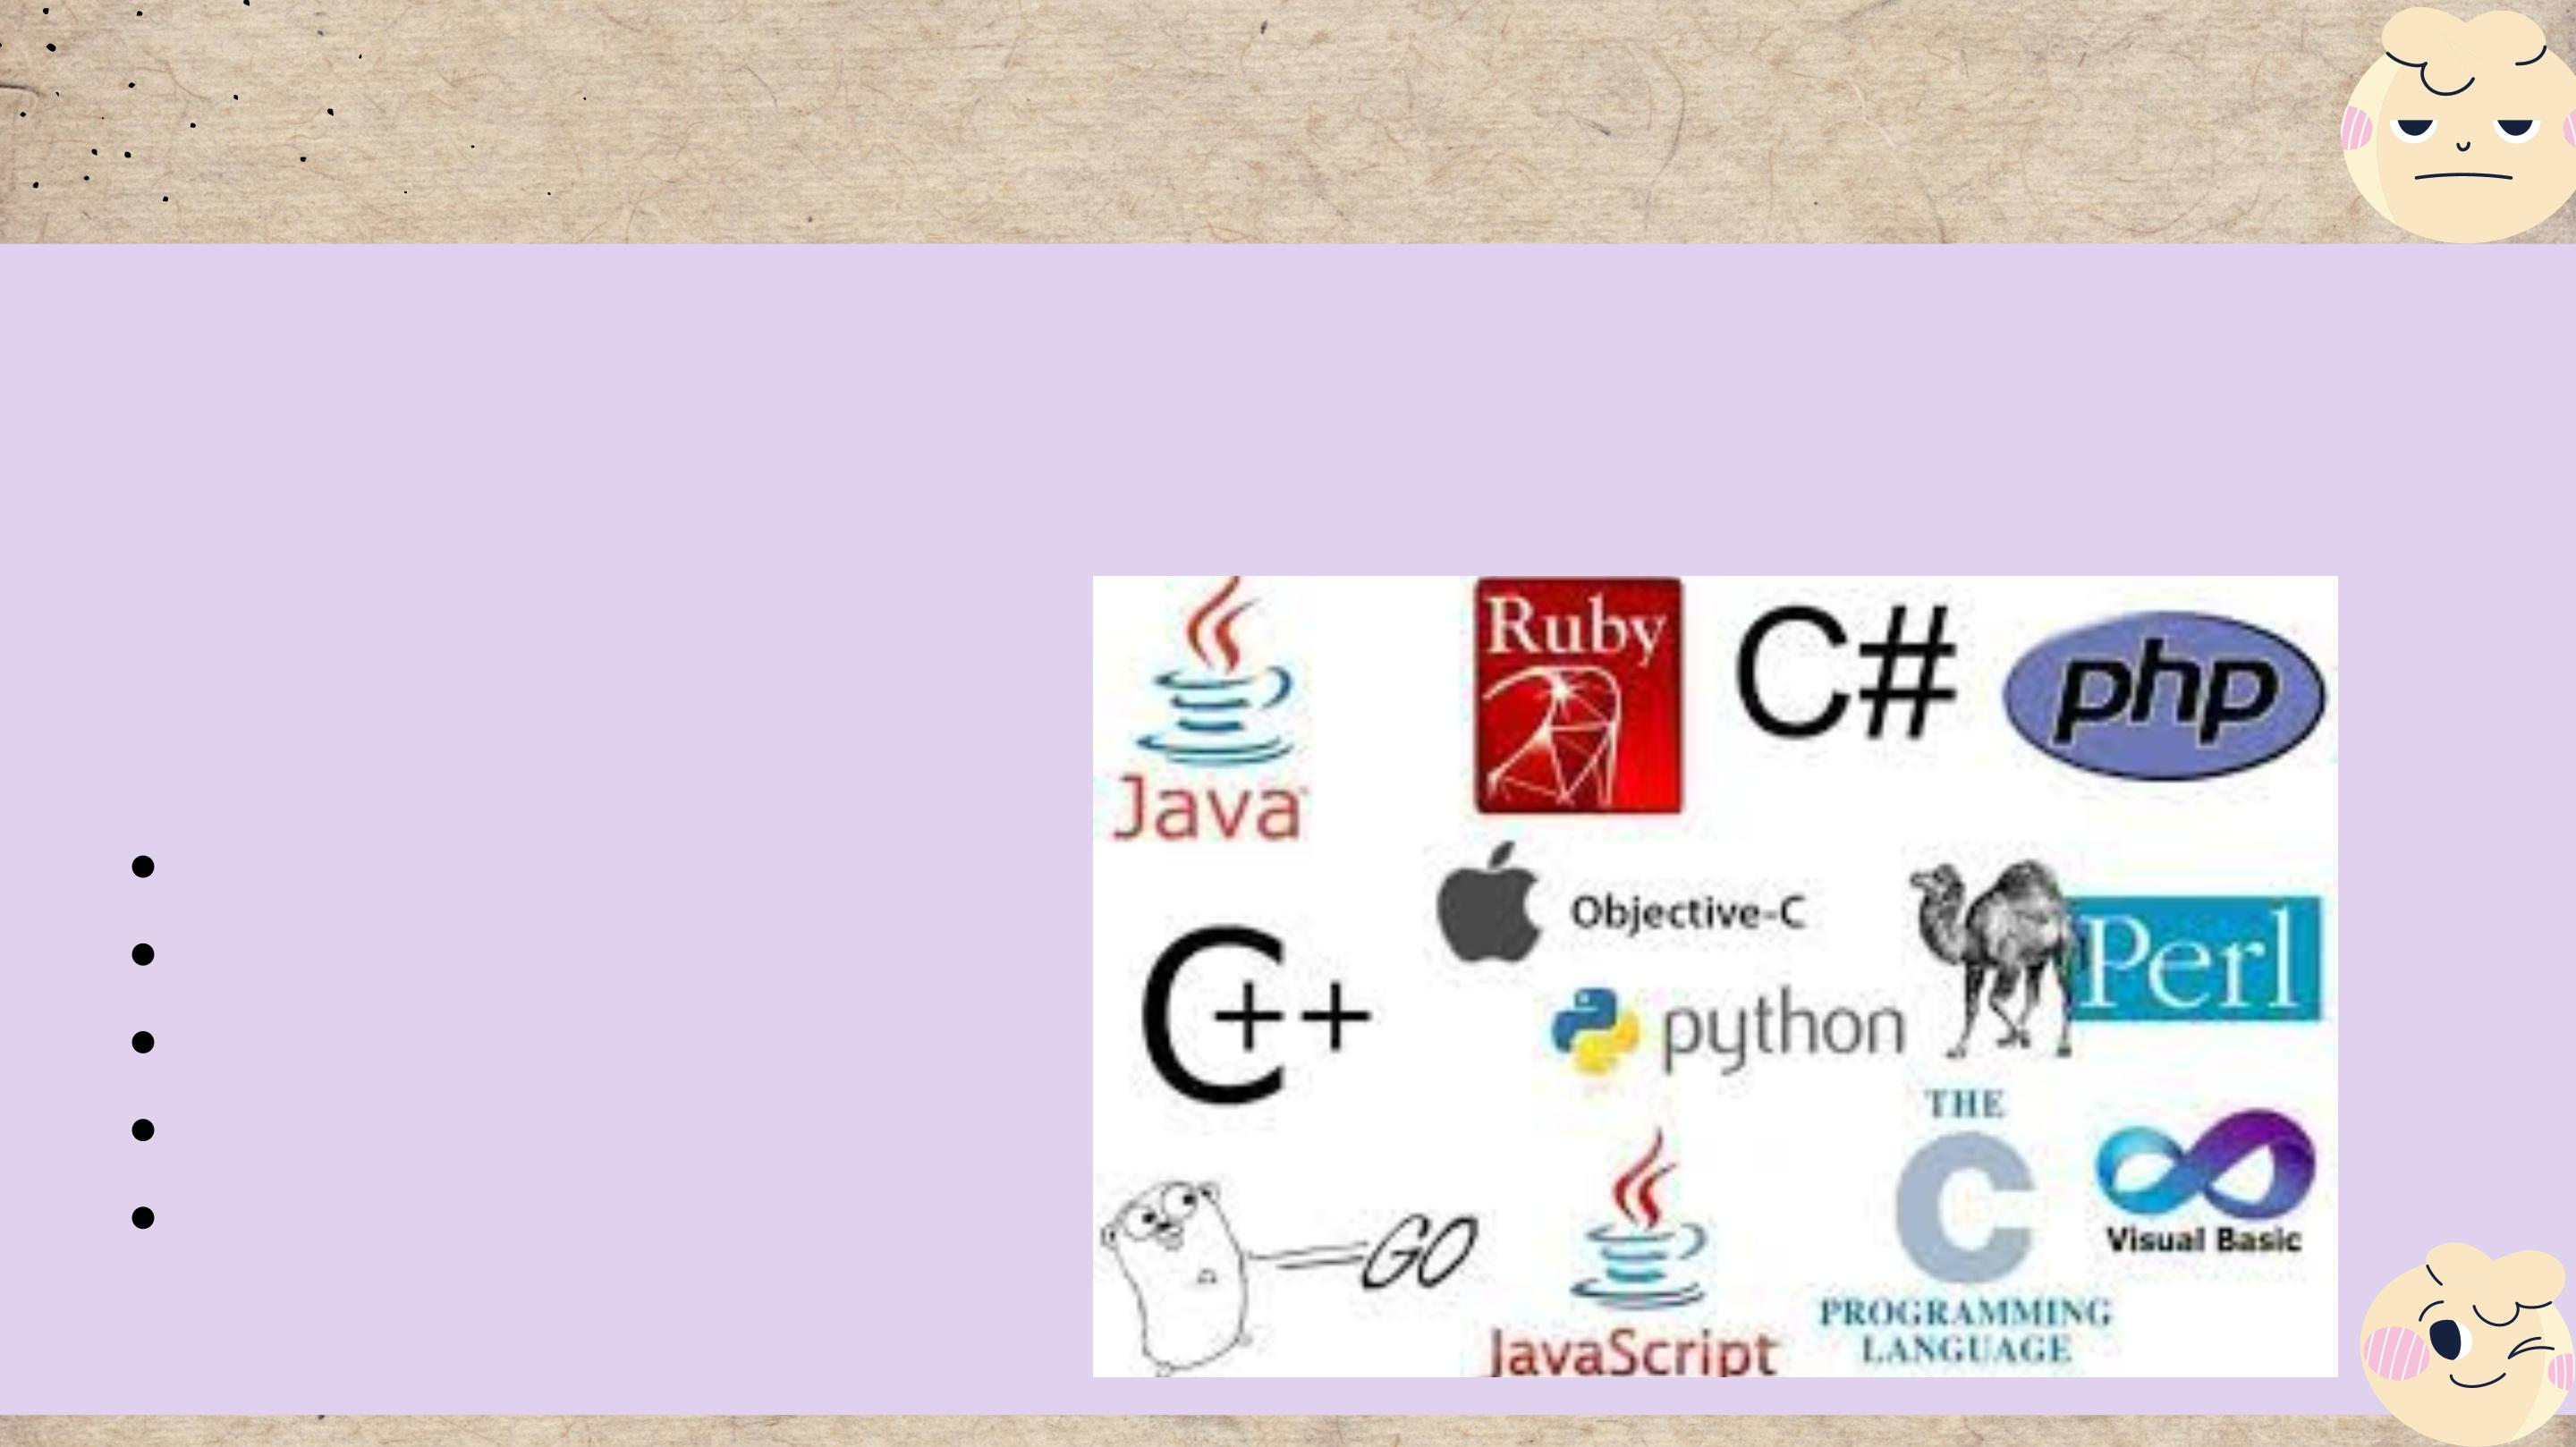 Java
Ruby
C#
php
Objective-C
Perl
C++
python
THE
C
PROGRAMMING
LANGUAGE
Visual Basic
GO
JavaScript